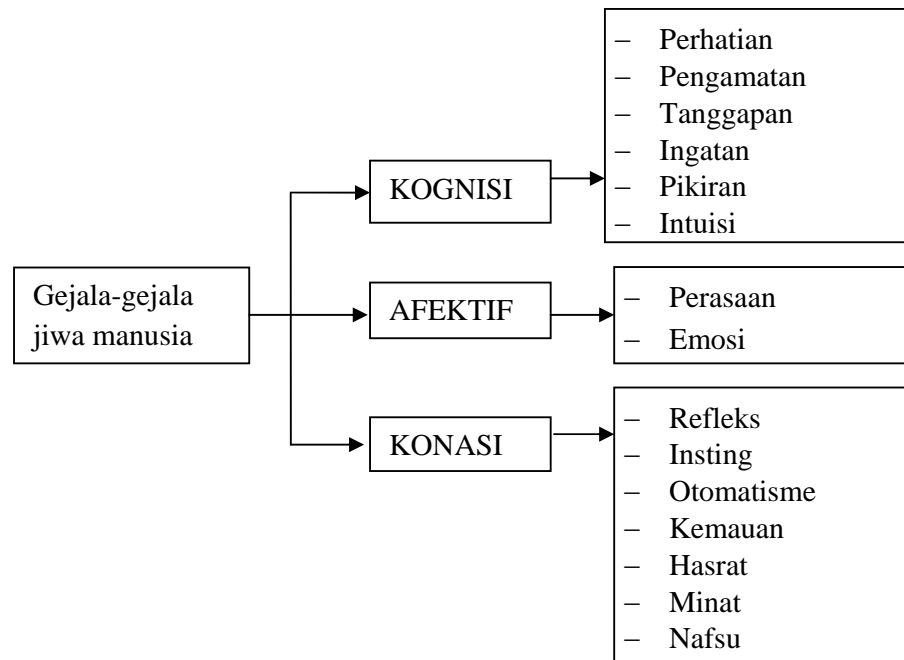 Gejala-gejala
jiwa manusia
KOGNISI
– Perhatian
– Pengamatan
– Tanggapan
– Ingatan
– Pikiran
– Intuisi
AFEKTIF
– Perasaan
– Emosi
KONASI
– Refleks
– Insting
– Otomatisme
– Kemauan
– Hasrat
– Minat
– Nafsu